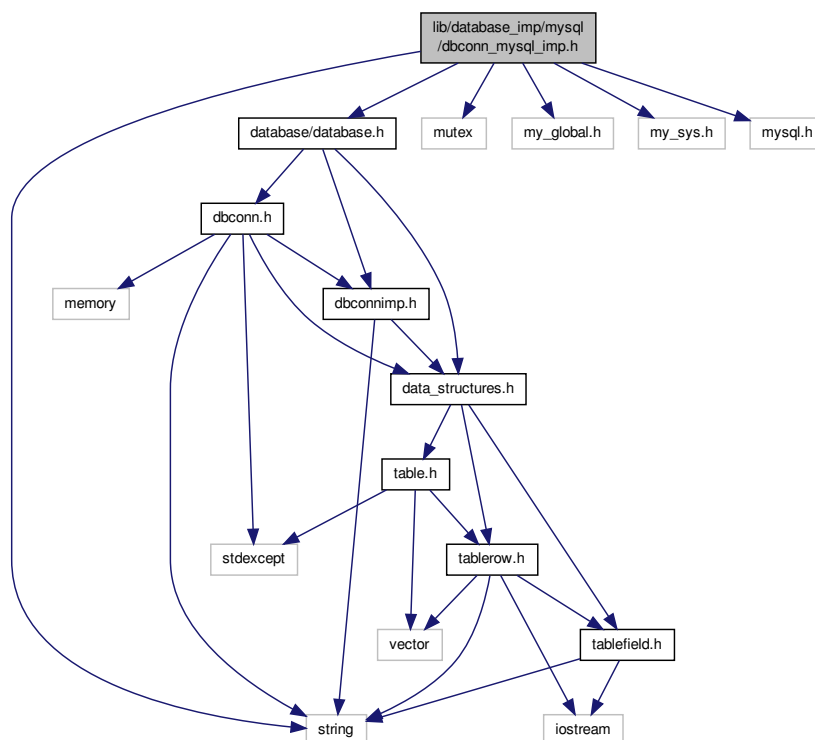 lib/database_imp/mysql
/dbconn_mysql_imp.h
database/database.h
mutex
my_global.h
my_sys.h
mysql.h
dbconn.h
memory
dbconnimp.h
data_structures.h
table.h
stdexcept
tablerow.h
vector
tablefield.h
string
iostream